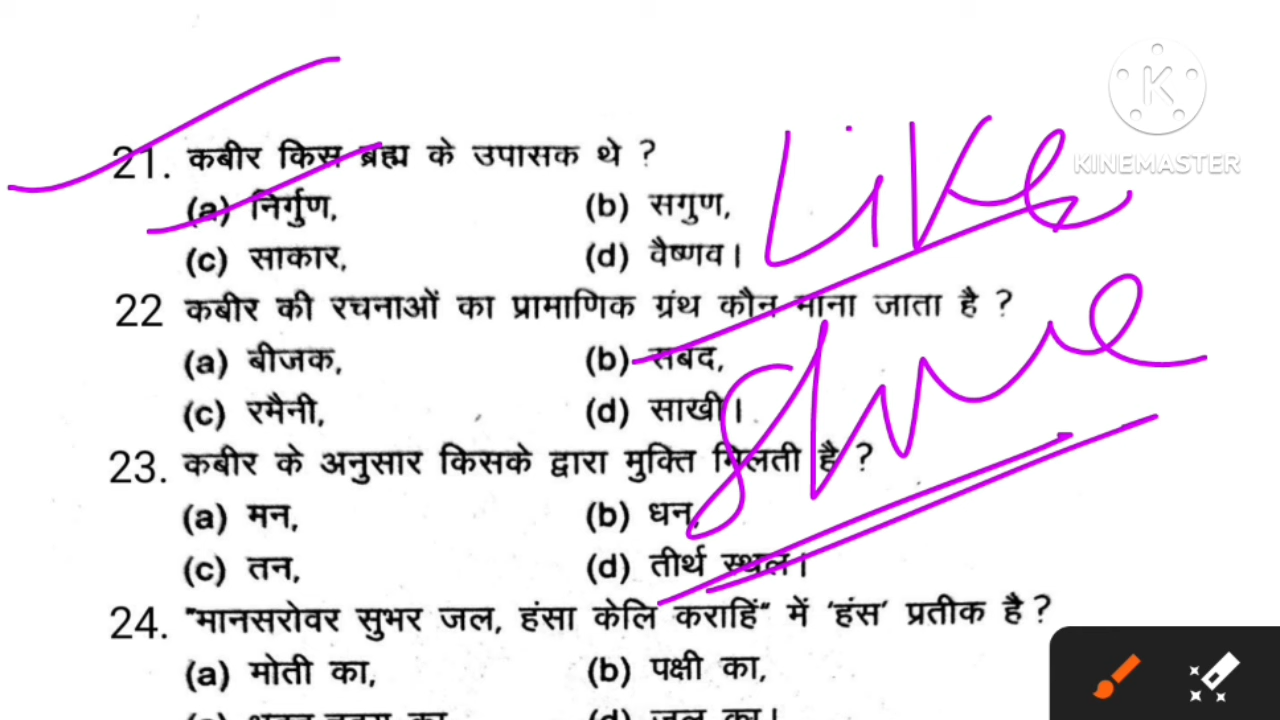 21. कबीर किस ब्रह्म के उपासक थे ?
(a) निर्गुण, (b) सगुण,
(c) साकार, (d) वैष्णव।
Like
KINEMASTER
22 कबीर की रचनाओं का प्रामाणिक ग्रंथ कौन माना जाता है ?
(a) बीजक, (b) सबद,
(c) रमैनी, (d) साखी।
Share
23. कबीर के अनुसार किसके द्वारा मुक्ति मिलती है ?
(a) मन, (b) धन,
(c) तन, (d) तीर्थ स्थल।
24. "मानसरोवर सुभर जल, हंसा केलि कराहिं" में 'हंस' प्रतीक है ?
(a) मोती का, (b) पक्षी का,
(d) जल का।